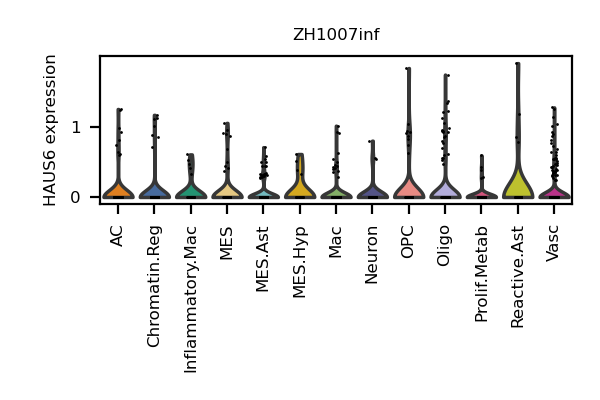 ZH1007inf
HAUS6 expression
1
0
AC
Chromatin.Reg
Inflammatory.Mac
MES
MES.Ast
MES.Hyp
Mac
Neuron
OPC
Oligo
Prolif.Metab
Reactive.Ast
Vasc